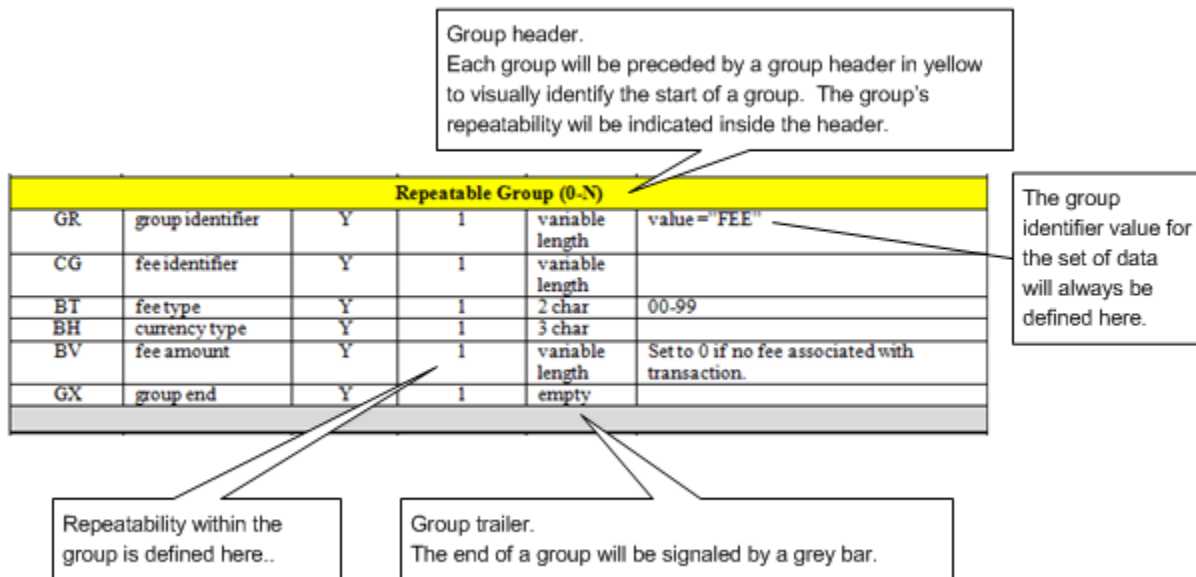 Group header.
Each group will be preceded by a group header in yellow
to visually identify the start of a group. The group's
repeatability wil be indicated inside the header.
Repeatable Group (0-N)
GR group identifier Y 1 variable length value="FEE"
CG fee identifier Y 1 variable length
BT fee type Y 1 2 char 00-99
BH currency type Y 1 3 char
BV fee amount Y 1 variable length Set to 0 if no fee associated with transaction.
GX group end Y 1 empty
The group
identifier value for
the set of data
will always be
defined here.
Repeatability within the
group is defined here..
Group trailer.
The end of a group will be signaled by a grey bar.